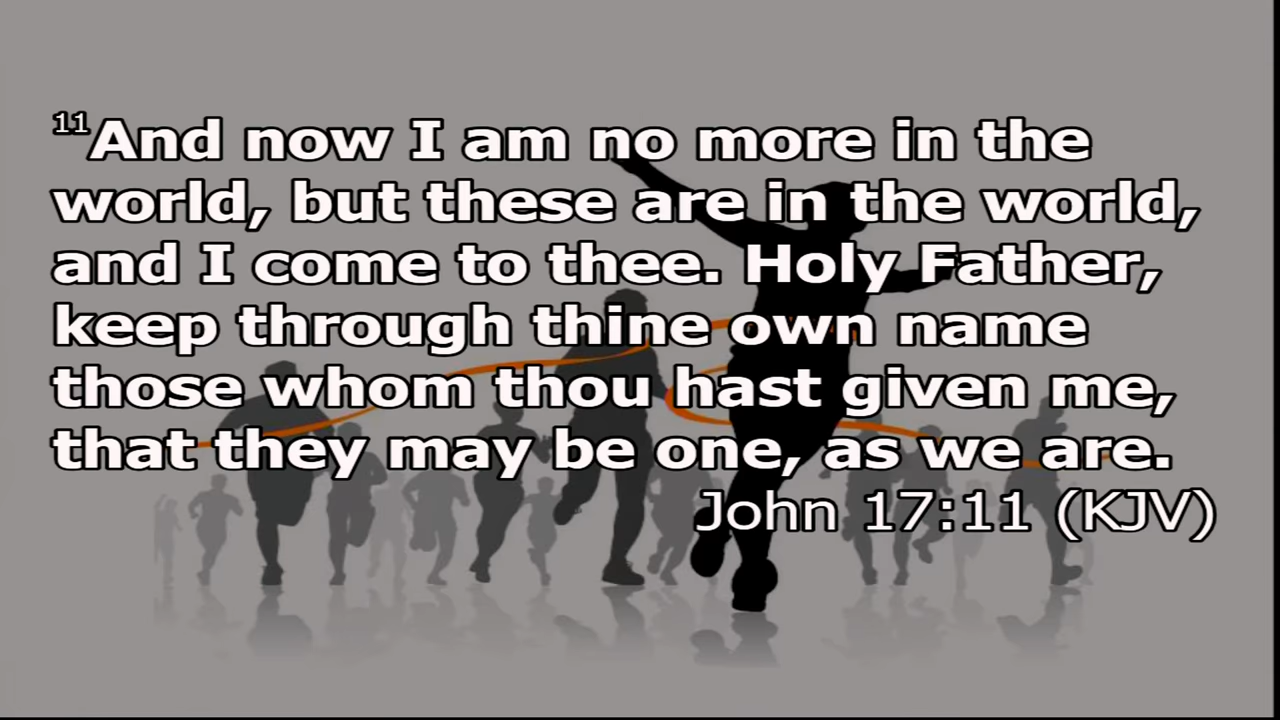 ¹¹And now I am no more in the
world, but these are in the world,
and I come to thee. Holy Father,
keep through thine own name
those whom thou hast given me,
that they may be one, as we are.
John 17:11 (KJV)